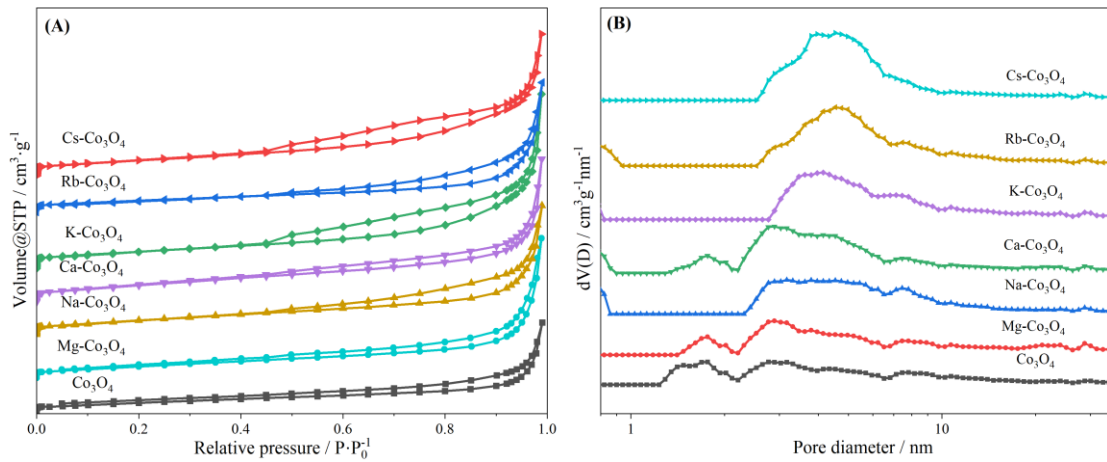 (A)
Cs-Co₃O₄
Rb-Co₃O₄
K-Co₃O₄
Ca-Co₃O₄
Na-Co₃O₄
Mg-Co₃O₄
Co₃O₄
Volume@STP / cm³·g⁻¹
0.0 0.2 0.4 0.6 0.8 1.0
Relative pressure / P·P₀⁻¹
(B)
Cs-Co₃O₄
Rb-Co₃O₄
K-Co₃O₄
Ca-Co₃O₄
Na-Co₃O₄
Mg-Co₃O₄
Co₃O₄
dV(D) / cm³g⁻¹nm⁻¹
1 10
Pore diameter / nm